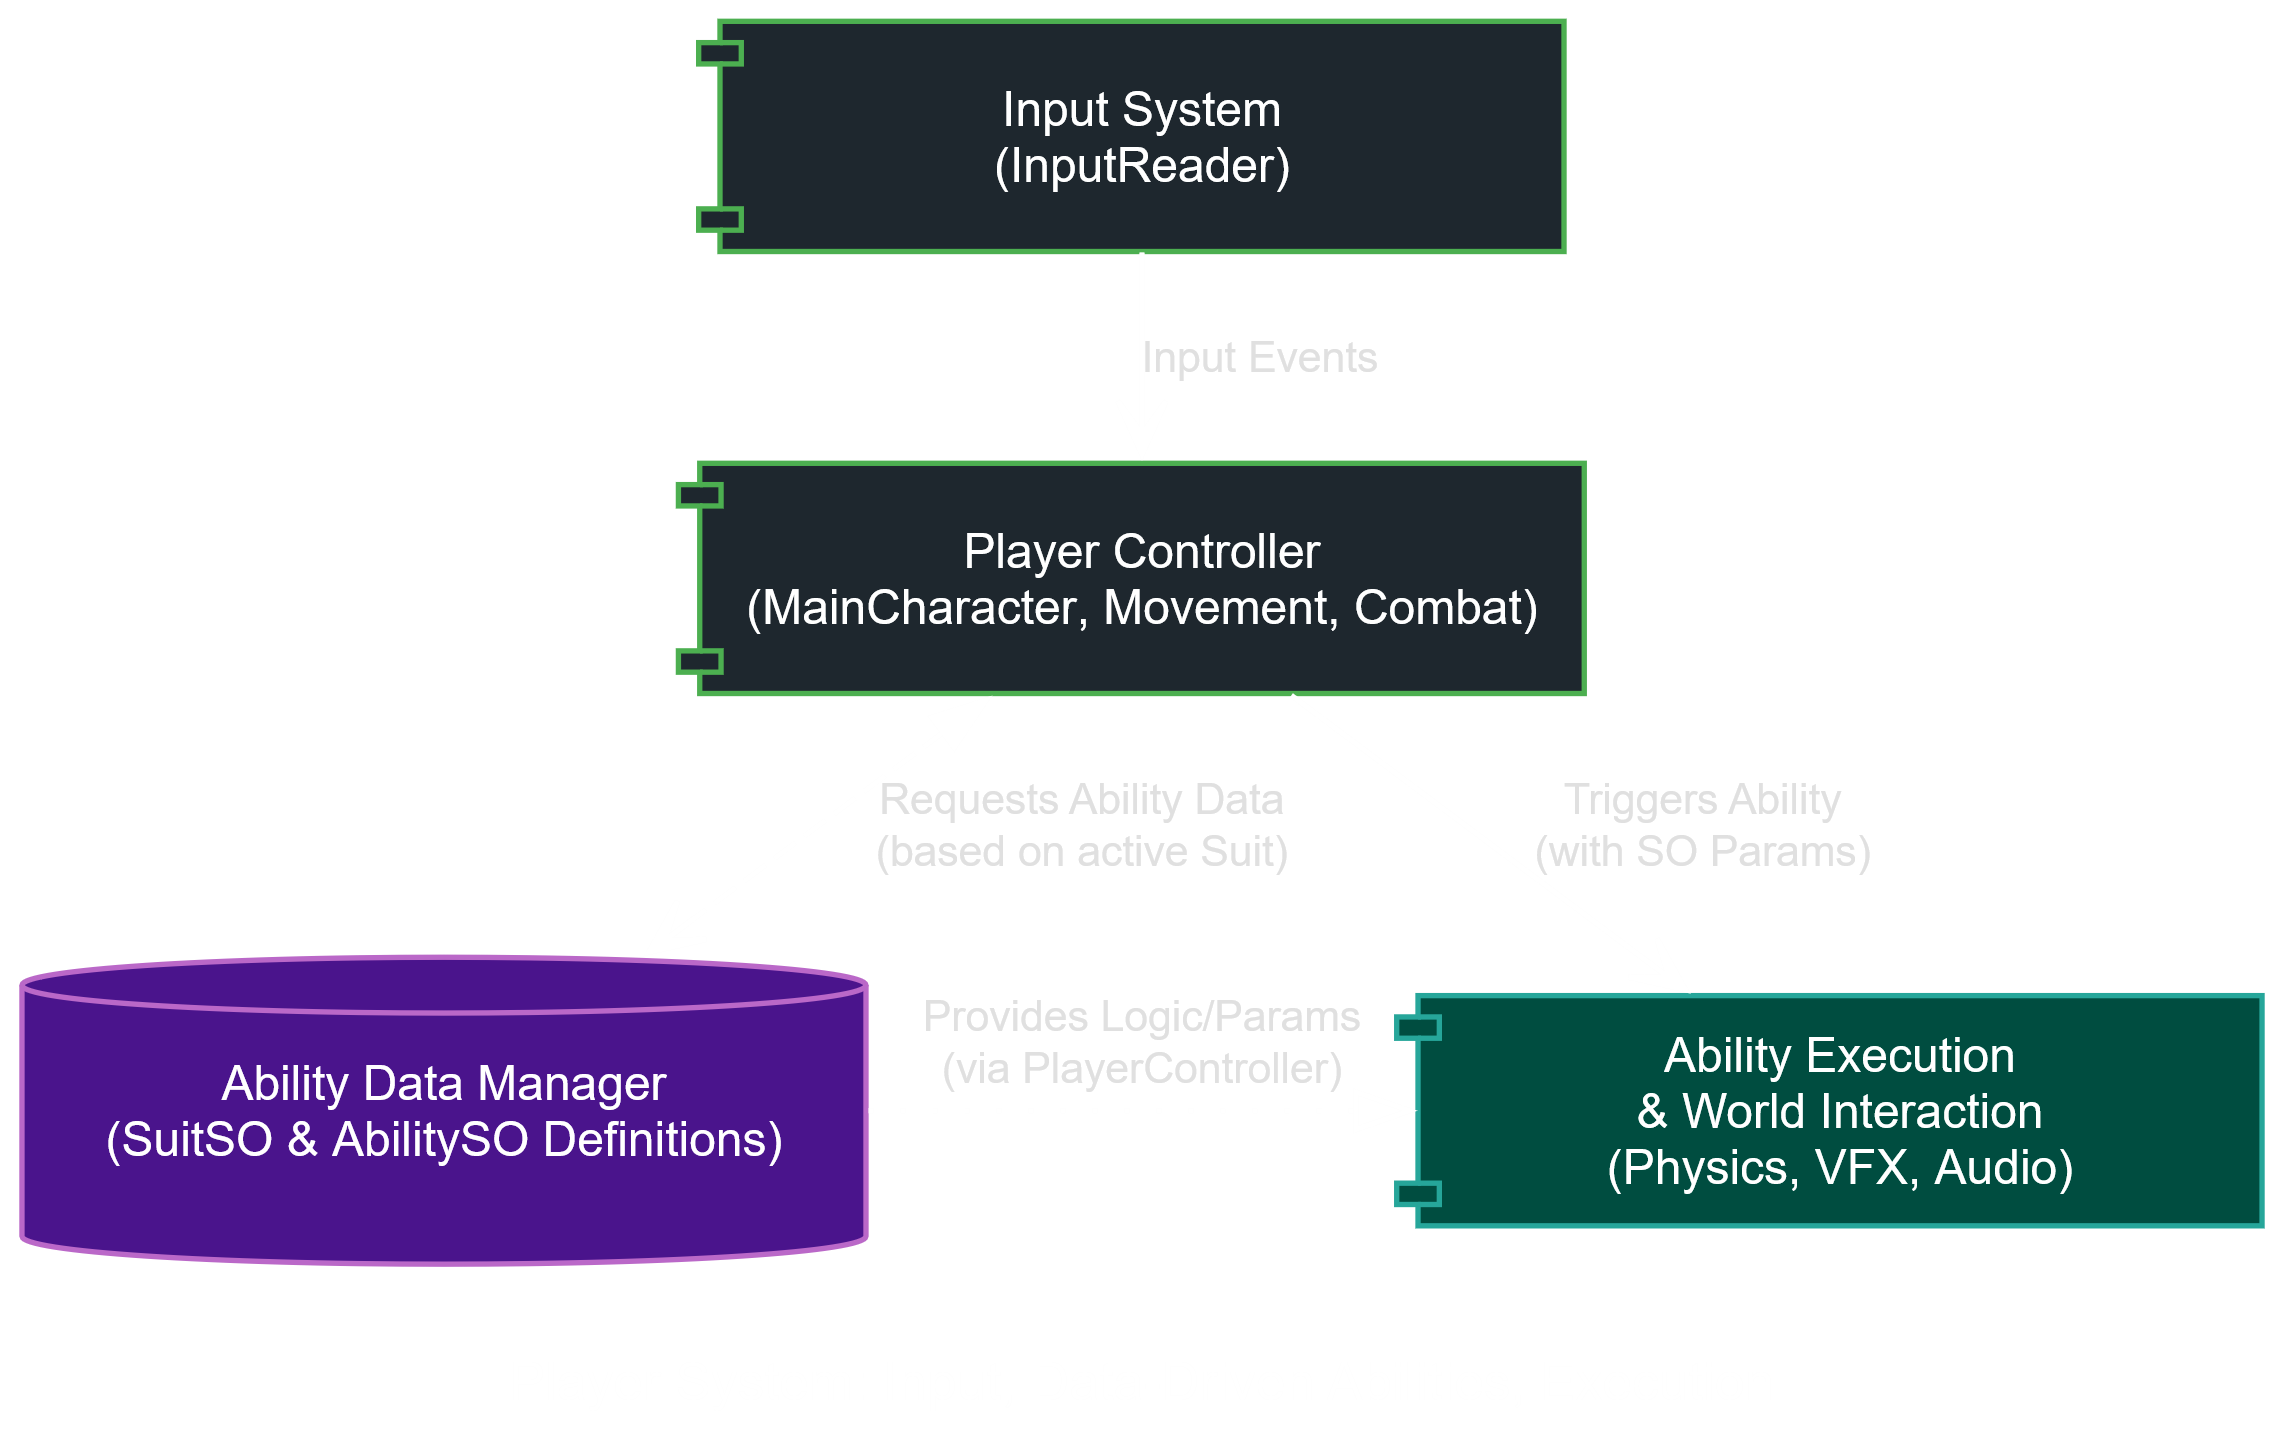 Input System
(InputReader)
Input Events
Player Controller
(MainCharacter, Movement, Combat)
Requests Ability Data
(based on active Suit)
Triggers Ability
(with SO Params)
Ability Data Manager
(SuitSO & AbilitySO Definitions)
Provides Logic/Params
(via PlayerController)
Ability Execution
& World Interaction
(Physics, VFX, Audio)